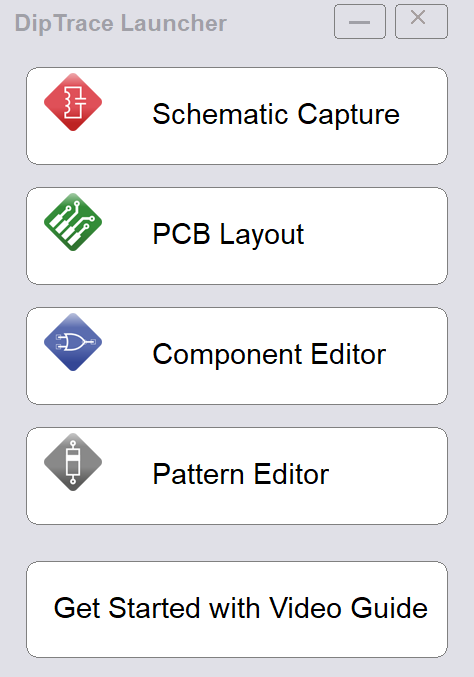 DipTrace Launcher
Schematic Capture
PCB Layout
Component Editor
Pattern Editor
Get Started with Video Guide